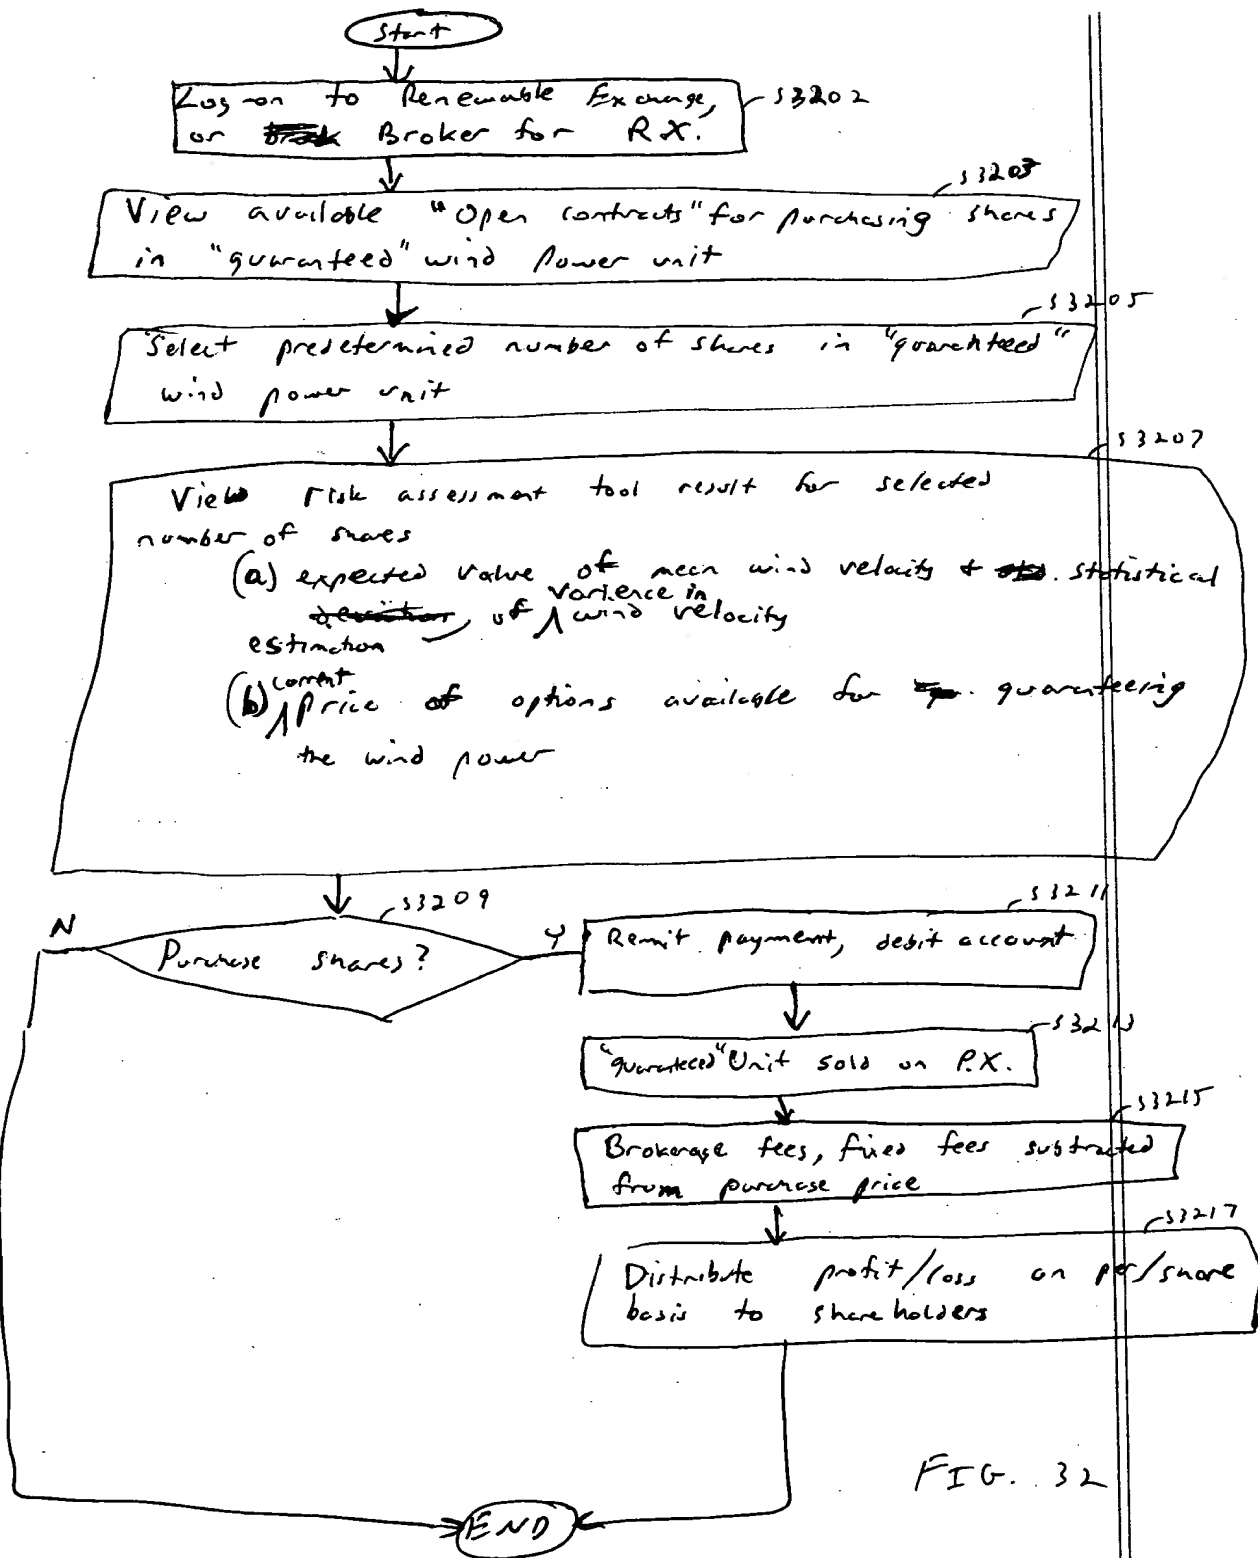 Start
Log-on to Renewable Exchange,
or Broker for R.X.
S3202
S3203
View available "Open contracts" for purchasing shares
in "guaranteed" wind power unit
S3205
Select predetermined number of shares in "guaranteed"
wind power unit
S3207
View risk assessment tool result for selected
number of shares
(a) expected value of mean wind velocity + statistical
estimation of varience in wind velocity
(b) current price of options available for guaranteeing
the wind power
S3209
N
Purchase shares?
Y
S3211
Remit payment, debit account
S3213
"guaranteed" Unit sold on P.X.
S3215
Brokerage fees, fixed fees subtracted
from purchase price
S3217
Distribute profit/loss on per/share
basis to shareholders
END
FIG. 32